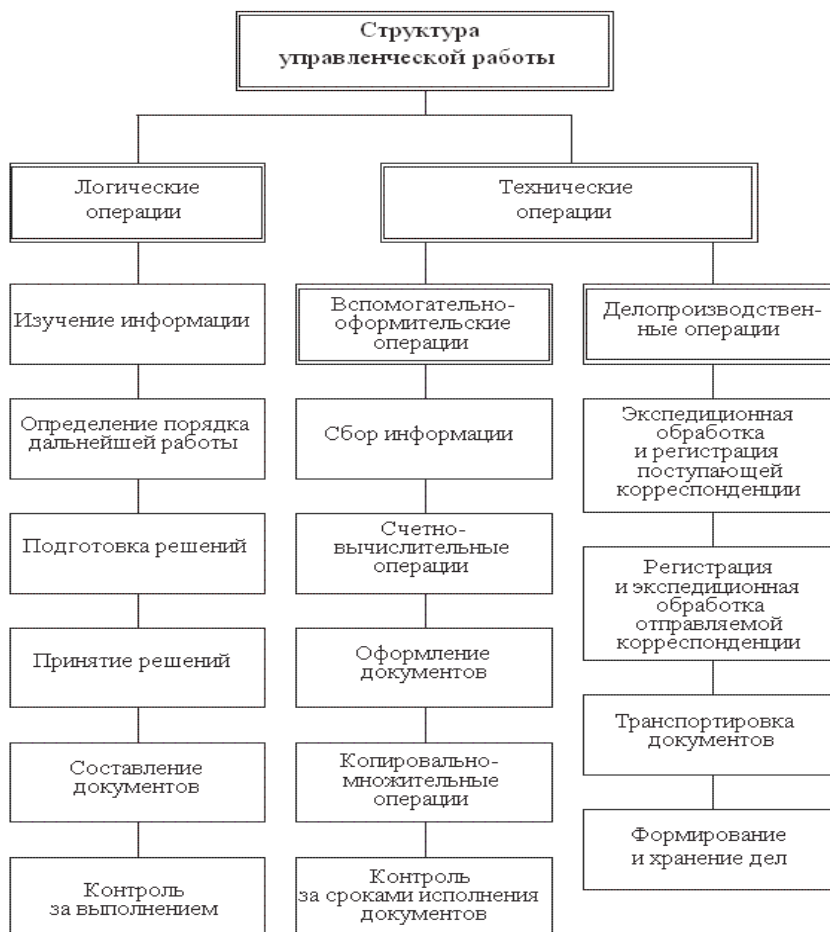 Структура
управленческой работы
Логические
операции
Технические
операции
Изучение информации
Определение порядка
дальнейшей работы
Подготовка решений
Принятие решений
Составление
документов
Контроль
за выполнением
Вспомогательно-
оформительские
операции
Сбор информации
Счетно-
вычислительные
операции
Оформление
документов
Копировально-
множительные
операции
Контроль
за сроками исполнения
документов
Делопроизводствен-
ные операции
Экспедиционная
обработка
и регистрация
поступающей
корреспонденции
Регистрация
и экспедиционная
обработка
отправляемой
корреспонденции
Транспортировка
документов
Формирование
и хранение дел